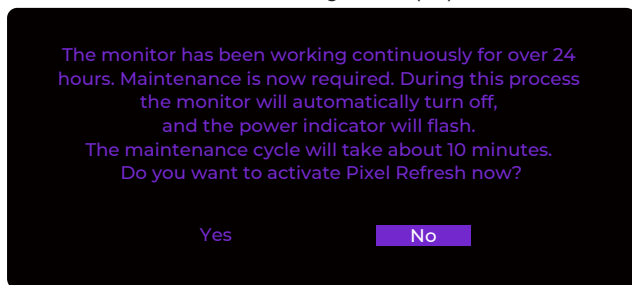 The monitor has been working continuously for over 24
hours. Maintenance is now required. During this process
the monitor will automatically turn off,
and the power indicator will flash.
The maintenance cycle will take about 10 minutes.
Do you want to activate Pixel Refresh now?
Yes
No